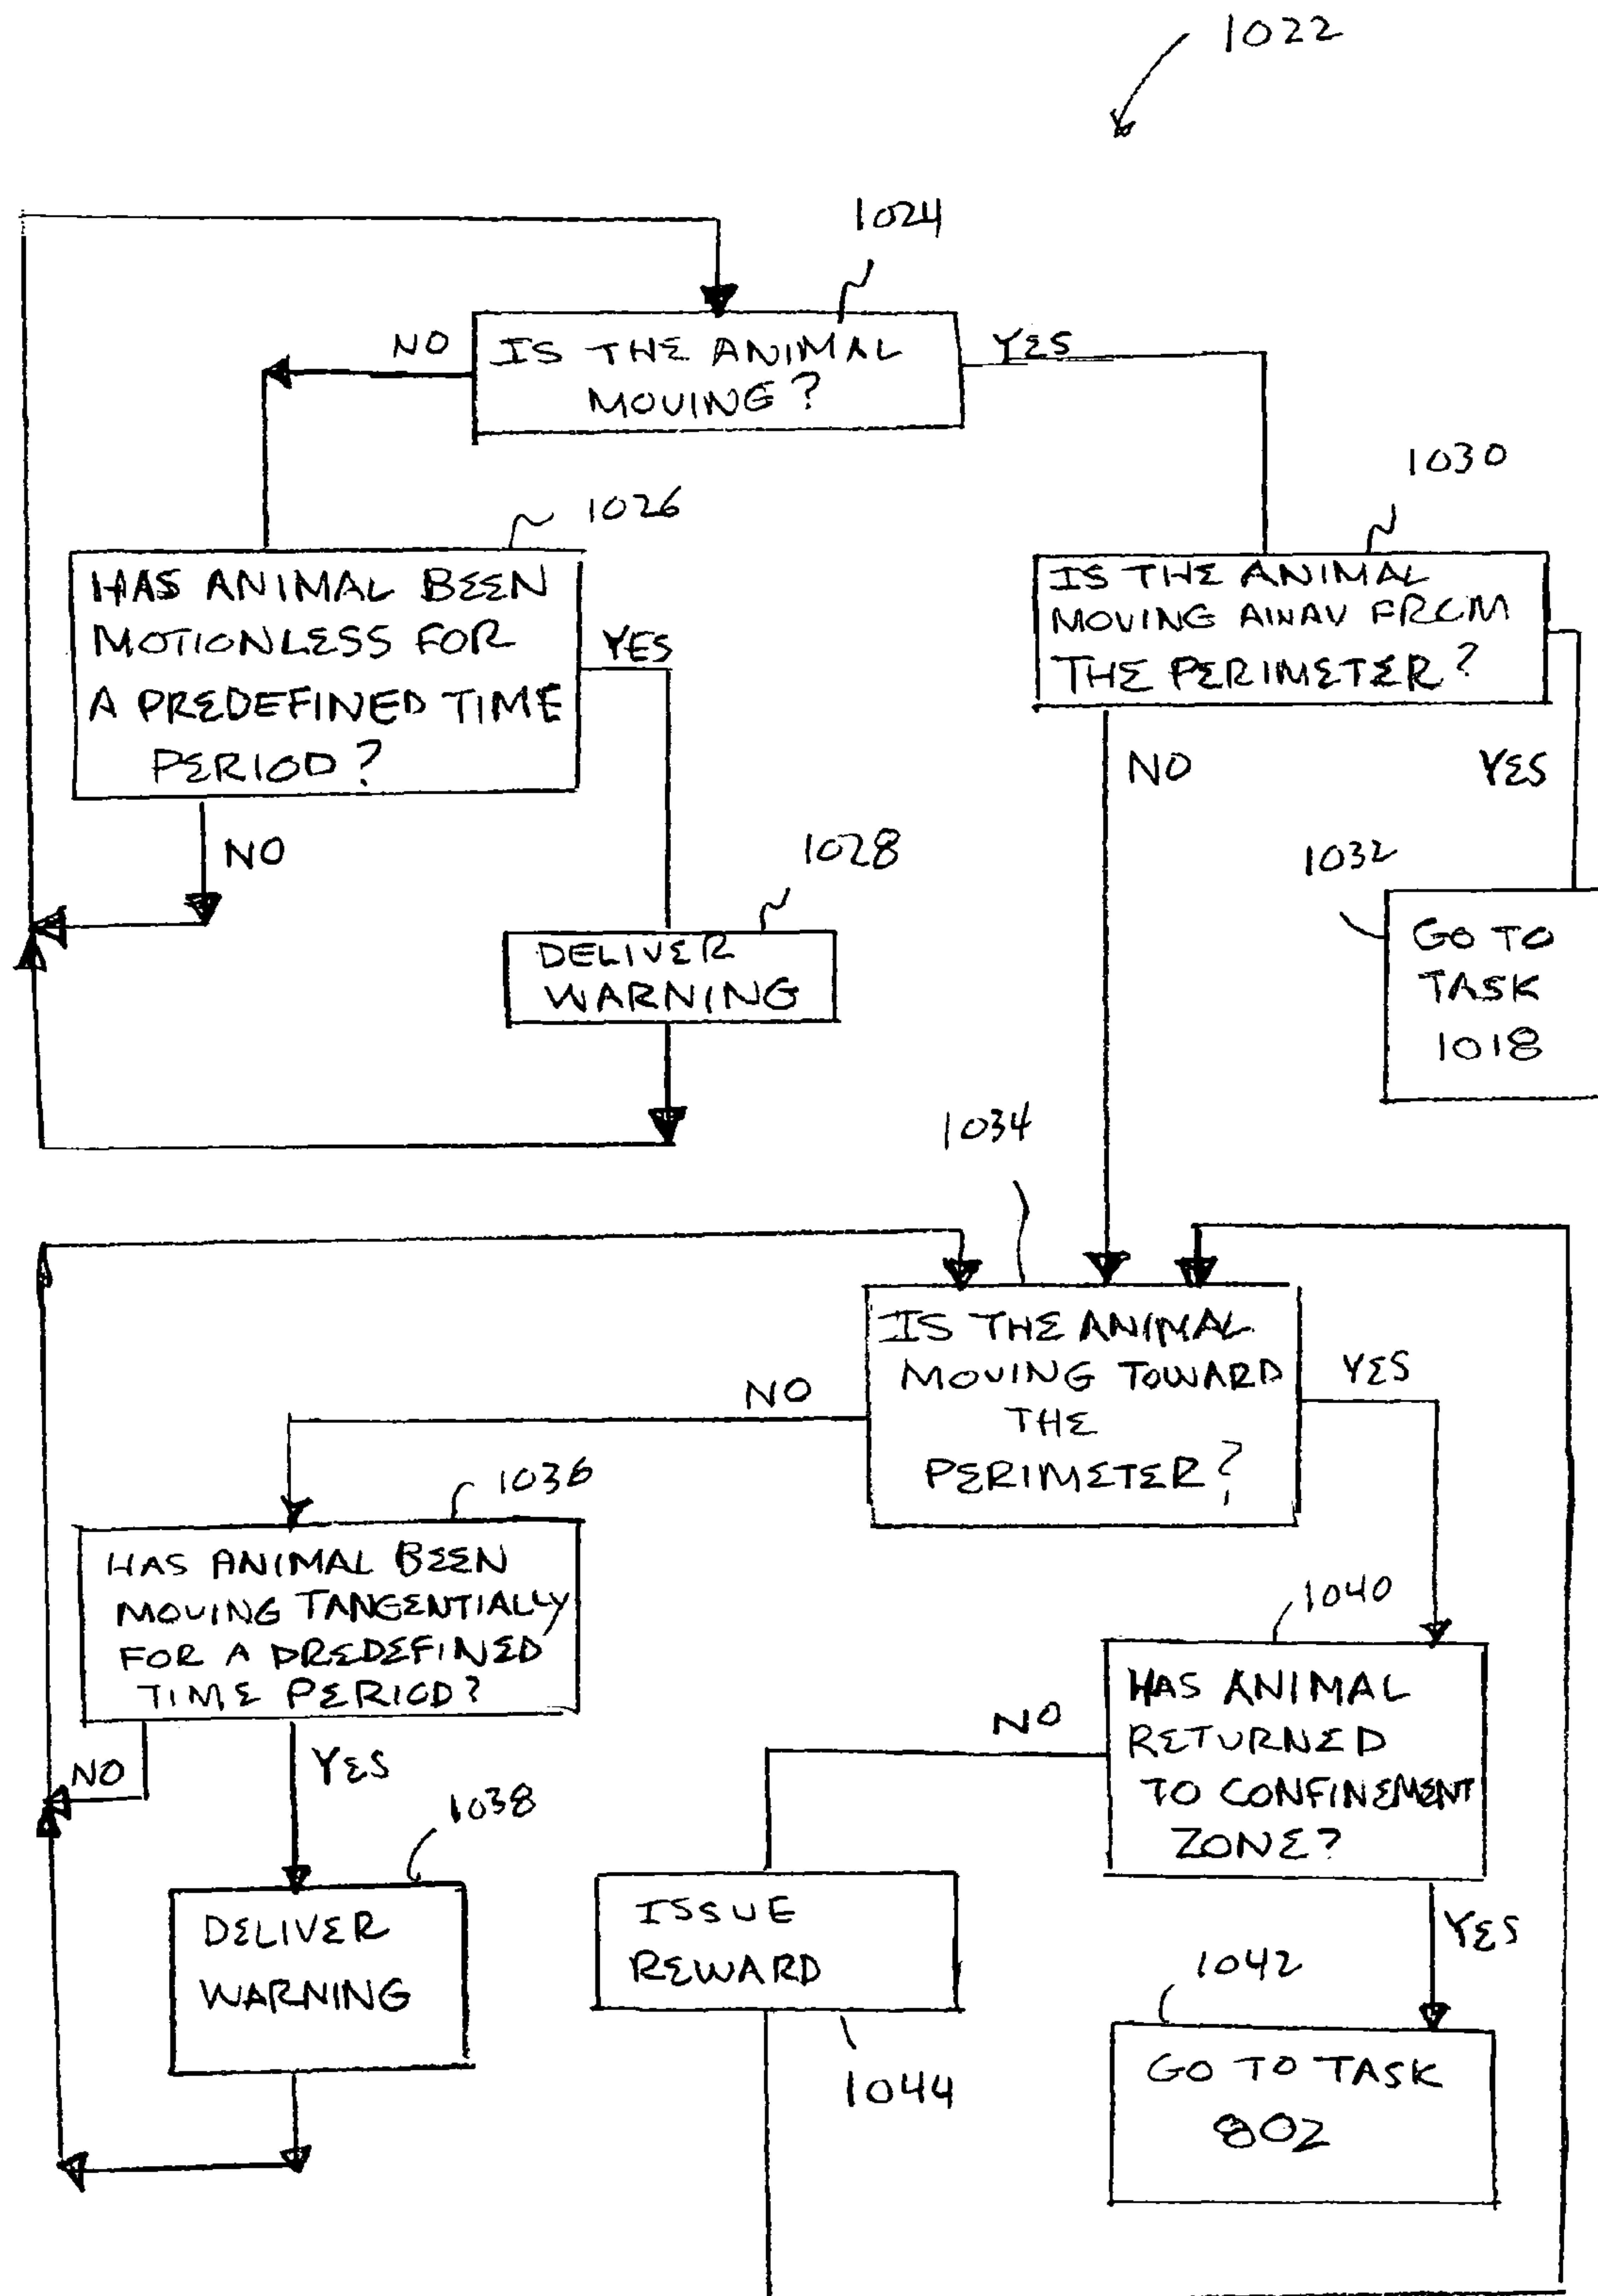 1022
1024
NO
IS THE ANIMAL
MOVING?
YES
1026
HAS ANIMAL BEEN
MOTIONLESS FOR
A PREDEFINED TIME
PERIOD?
YES
NO
1030
IS THE ANIMAL
MOVING AWAY FROM
THE PERIMETER?
NO
YES
1028
DELIVER
WARNING
1032
GO TO
TASK
1018
1034
IS THE ANIMAL
MOVING TOWARD
THE
PERIMETER?
NO
YES
1036
HAS ANIMAL BEEN
MOVING TANGENTIALLY
FOR A PREDEFINED
TIME PERIOD?
NO
YES
1038
DELIVER
WARNING
1040
HAS ANIMAL
RETURNED
TO CONFINEMENT
ZONE?
NO
YES
ISSUE
REWARD
1044
1042
GO TO TASK
802